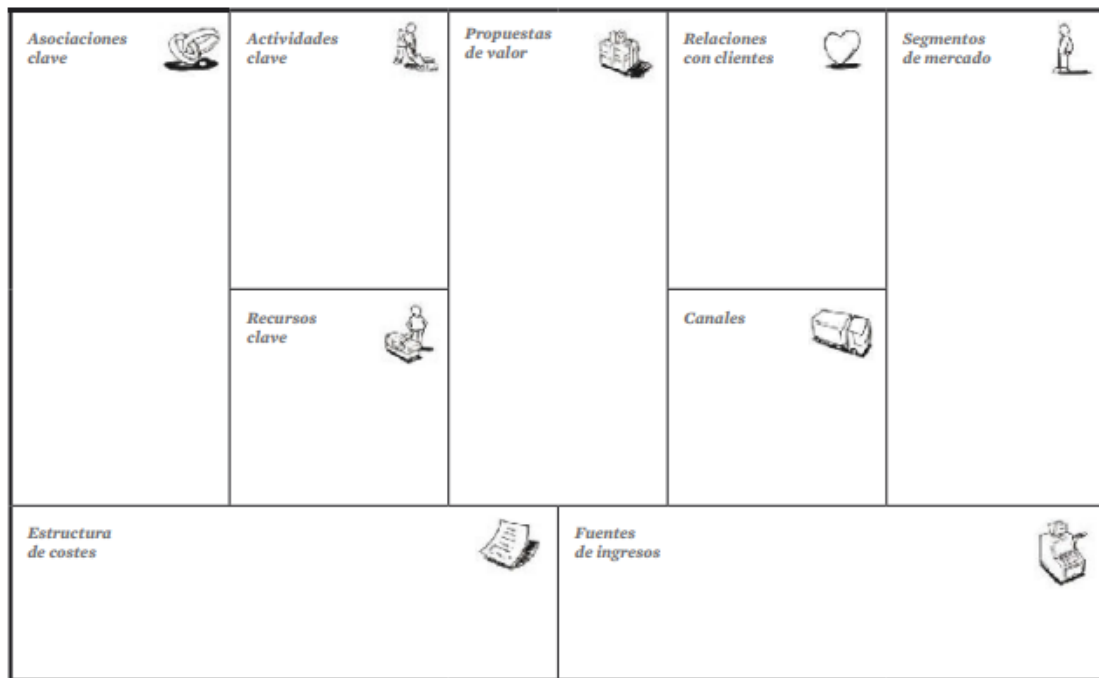 Asociaciones
clave
Actividades
clave
Propuestas
de valor
Relaciones
con clientes
Segmentos
de mercado
Recursos
clave
Canales
Estructura
de costes
Fuentes
de ingresos